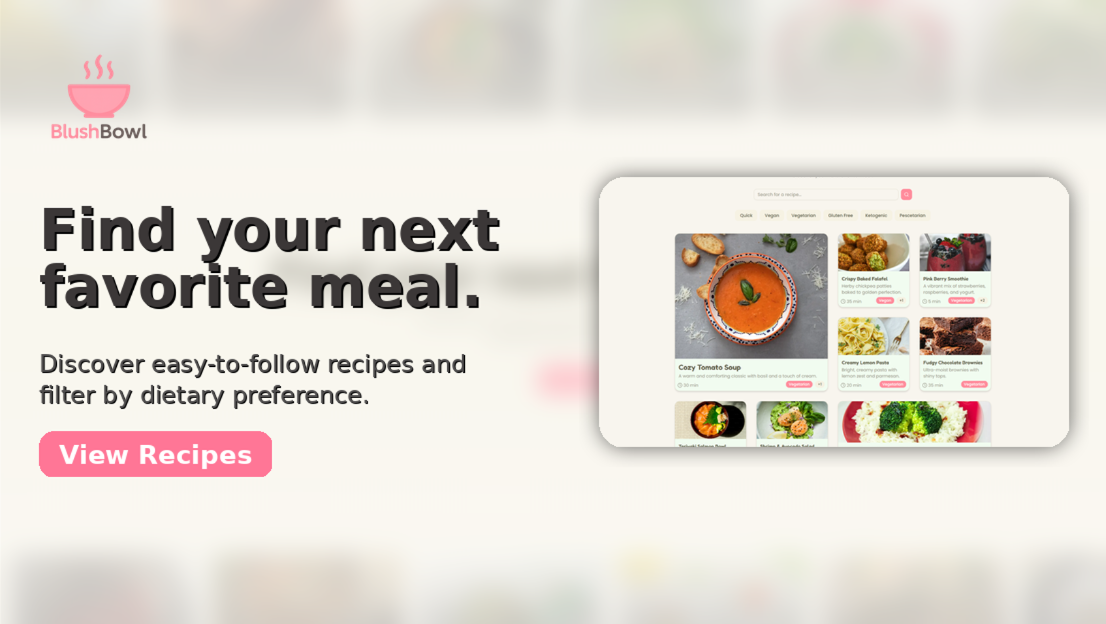 BlushBowl
Find your next
favorite meal.
Discover easy-to-follow recipes and
filter by dietary preference.
View Recipes
Search for a recipe...
Quick
Vegan
Vegetarian
Gluten Free
Ketogenic
Pescetarian
Cozy Tomato Soup
A warm and comforting classic with basil and a touch of cream.
30 min
Vegetarian
Crispy Baked Falafel
Herby chickpea patties
baked to golden perfection.
25 min
Vegan
+1
Pink Berry Smoothie
A vibrant mix of strawberries,
raspberries, and yogurt.
5 min
Vegetarian
+2
Creamy Lemon Pasta
Bright, creamy pasta with
lemon zest and parmesan.
20 min
Vegetarian
Fudgy Chocolate Brownies
Ultra-moist brownies with
shiny tops.
Vegetarian